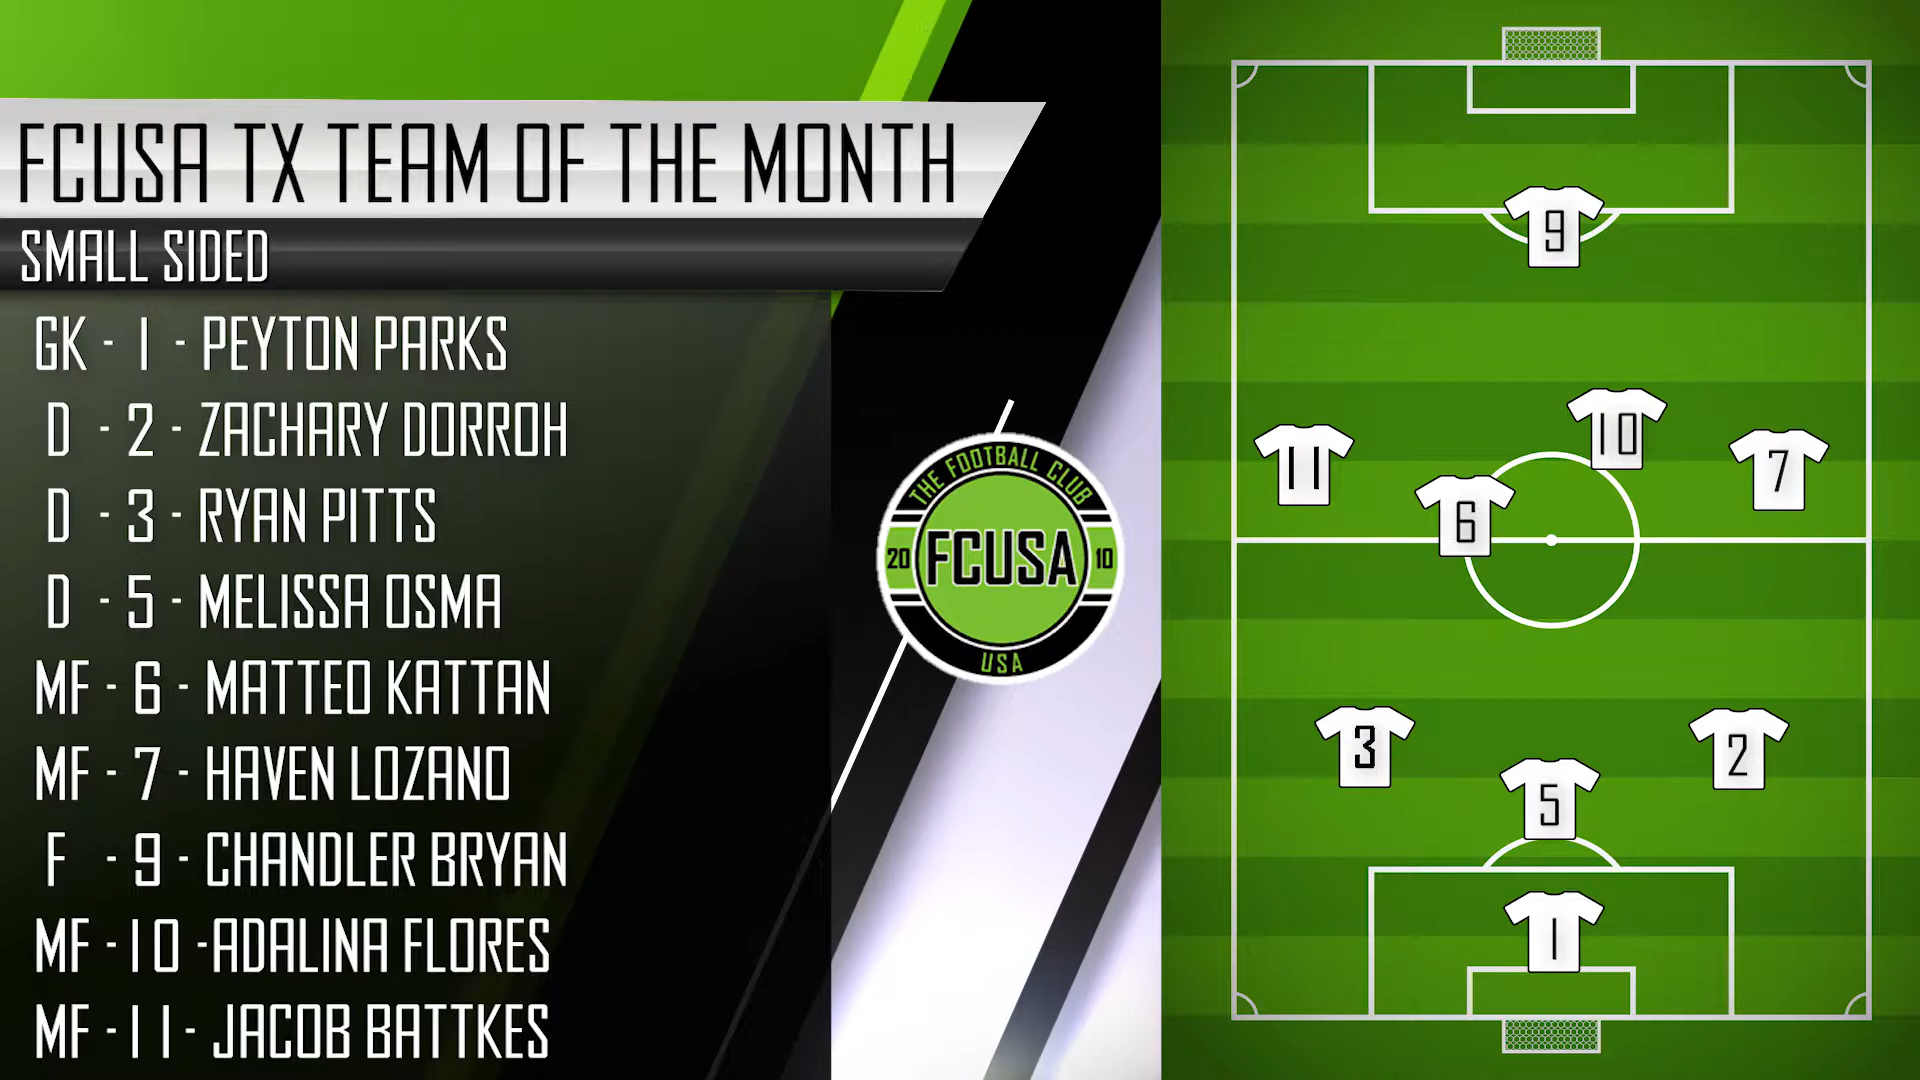 FCUSA TX TEAM OF THE MONTH
SMALL SIDED
GK - 1 - PEYTON PARKS
D - 2 - ZACHARY DORROH
D - 3 - RYAN PITTS
D - 5 - MELISSA OSMA
MF - 6 - MATTEO KATTAN
MF - 7 - HAVEN LOZANO
F - 9 - CHANDLER BRYAN
MF - 10 -ADALINA FLORES
MF - 11 - JACOB BATTKES
THE FOOTBALL CLUB
20 FCUSA 10
USA
9
10
11
7
6
3
2
5
1